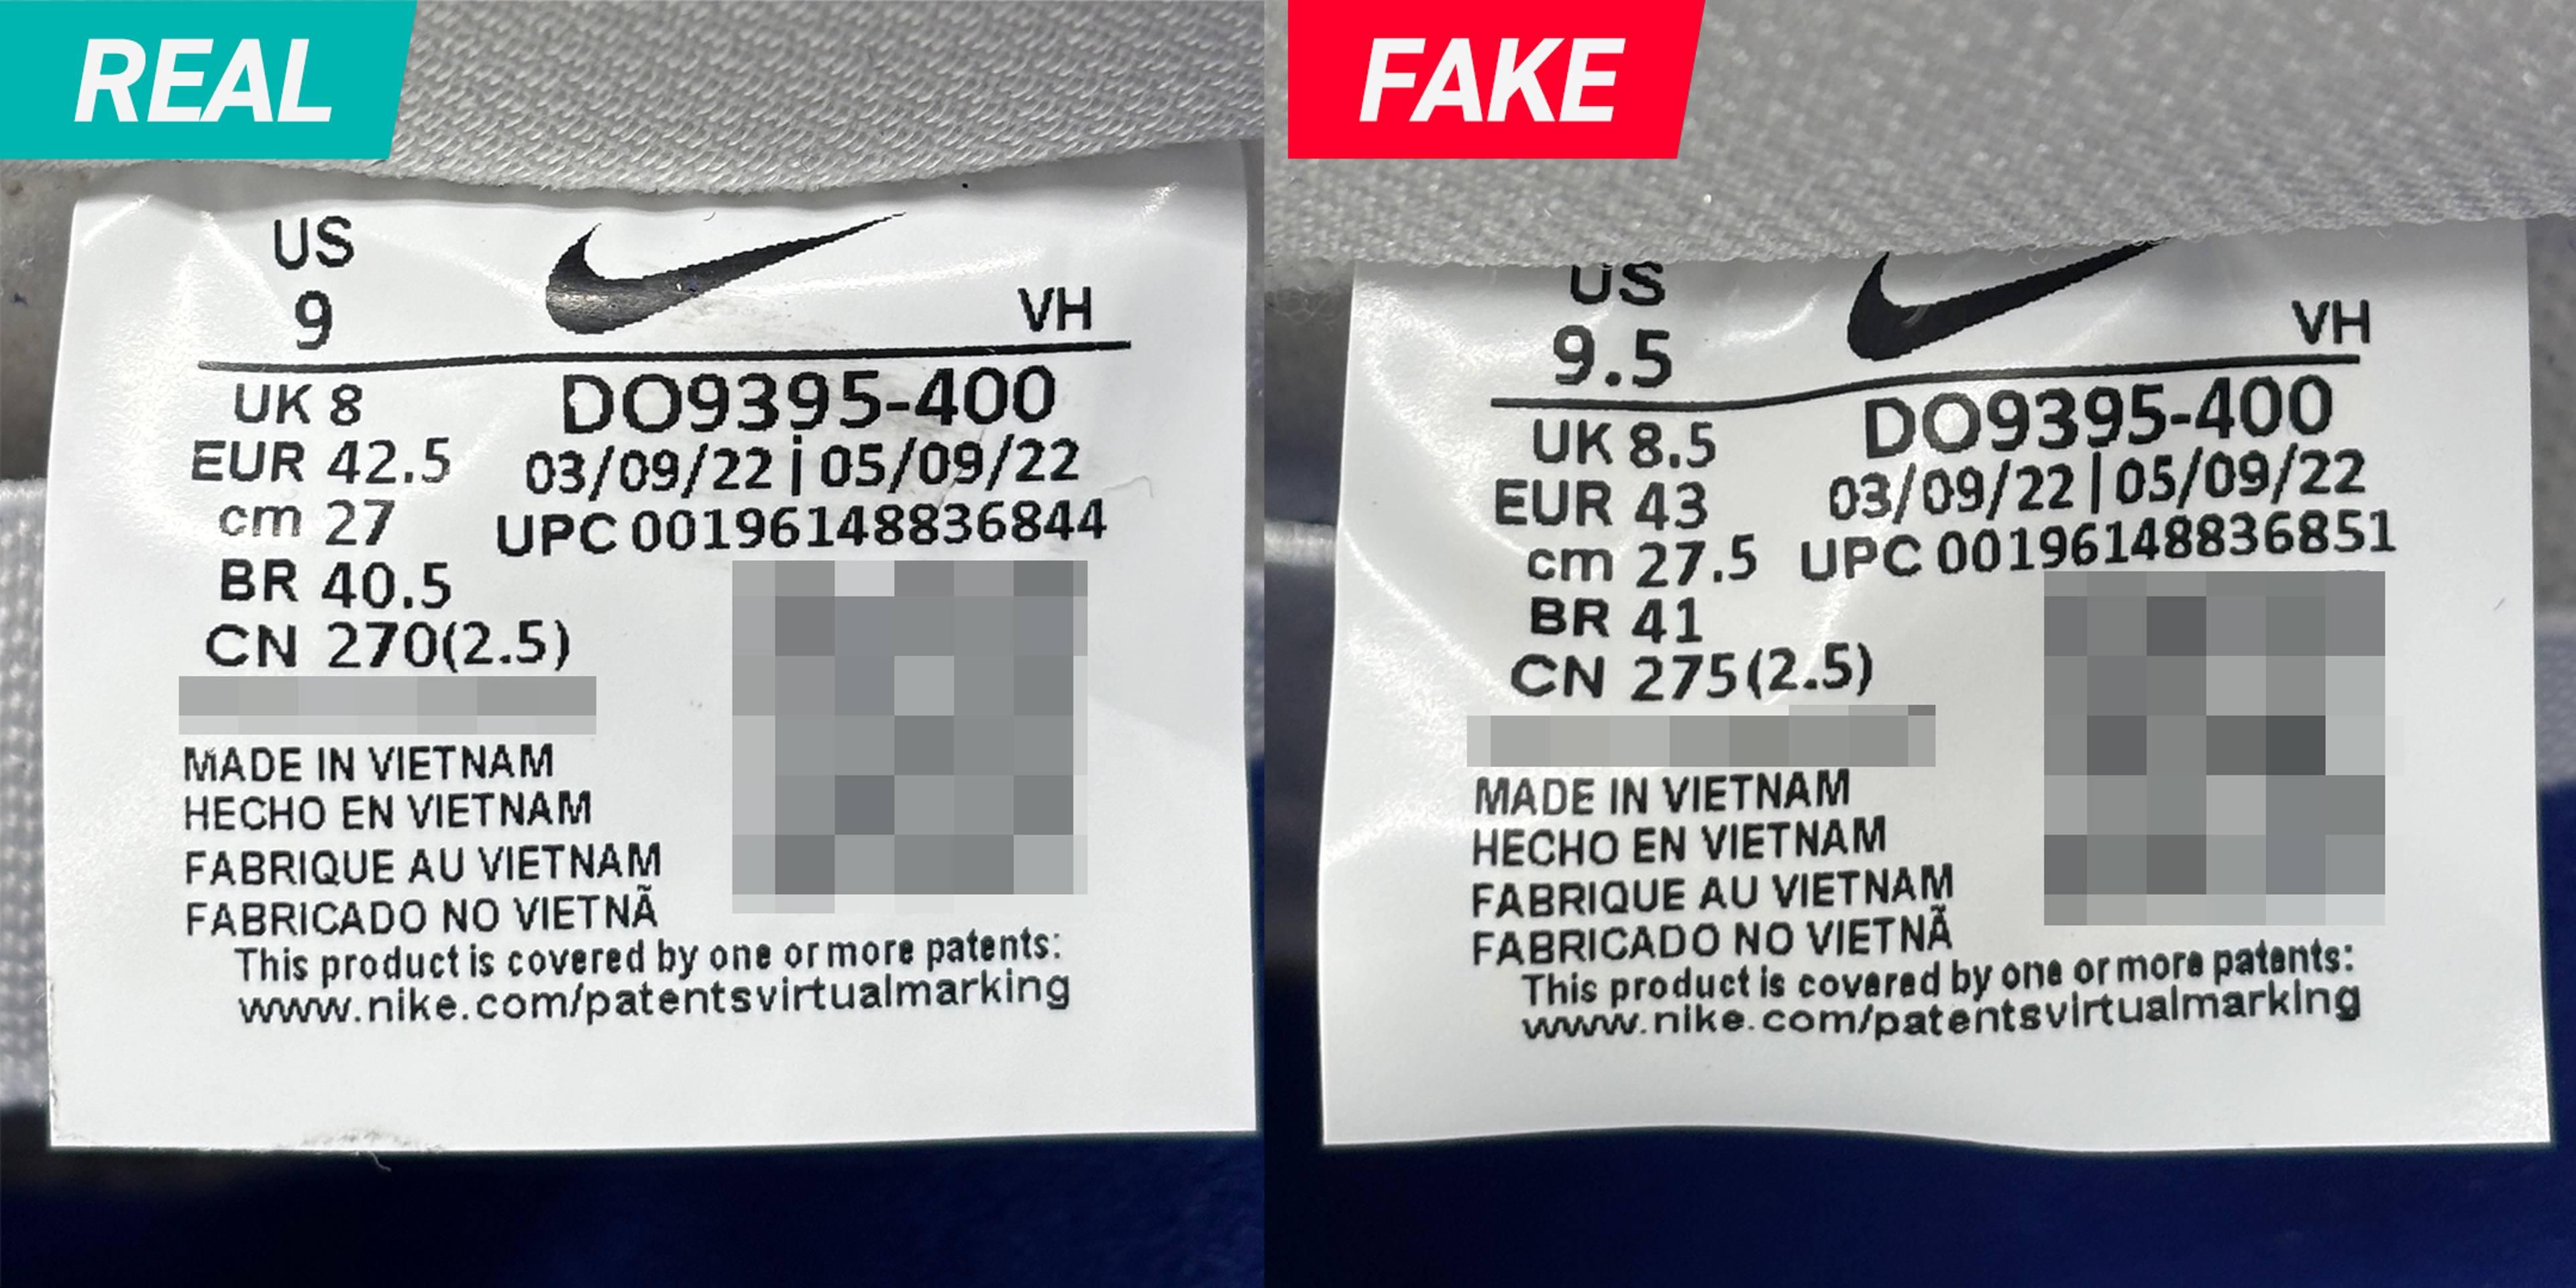 REAL
US
9
VH
UK 8
DO9395-400
EUR 42.5
03/09/22 | 05/09/22
cm 27
UPC 00196148836844
BR 40.5
CN 270(2.5)
MADE IN VIETNAM
HECHO EN VIETNAM
FABRIQUE AU VIETNAM
FABRICADO NO VIETNÃ
This product is covered by one or more patents:
www.nike.com/patentsvirtualmarking
FAKE
US
9.5
VH
UK 8.5
DO9395-400
EUR 43
03/09/22 | 05/09/22
cm 27.5
UPC 00196148836851
BR 41
CN 275(2.5)
MADE IN VIETNAM
HECHO EN VIETNAM
FABRIQUE AU VIETNAM
FABRICADO NO VIETNÃ
This product is covered by one or more patents:
www.nike.com/patentsvirtualmarking